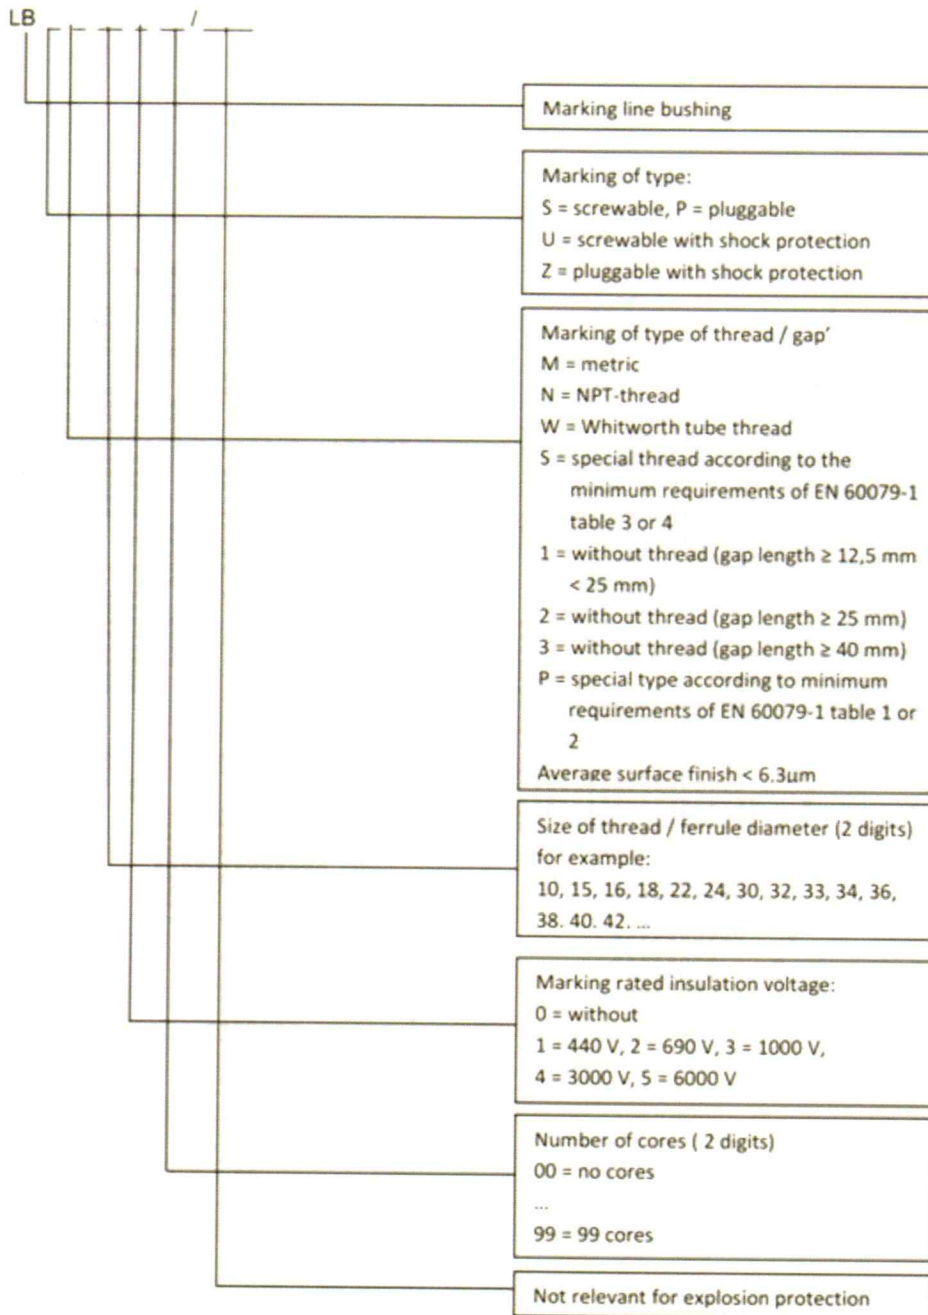 LB _ _ _ _ _ / _
Marking line bushing
Marking of type:
S = screwable, P = pluggable
U = screwable with shock protection
Z = pluggable with shock protection
Marking of type of thread / gap'
M = metric
N = NPT-thread
W = Whitworth tube thread
S = special thread according to the
minimum requirements of EN 60079-1
table 3 or 4
1 = without thread (gap length ≥ 12,5 mm
< 25 mm)
2 = without thread (gap length ≥ 25 mm)
3 = without thread (gap length ≥ 40 mm)
P = special type according to minimum
requirements of EN 60079-1 table 1 or
2
Average surface finish < 6.3µm
Size of thread / ferrule diameter (2 digits)
for example:
10, 15, 16, 18, 22, 24, 30, 32, 33, 34, 36,
38. 40. 42. ...
Marking rated insulation voltage:
0 = without
1 = 440 V, 2 = 690 V, 3 = 1000 V,
4 = 3000 V, 5 = 6000 V
Number of cores ( 2 digits)
00 = no cores
...
99 = 99 cores
Not relevant for explosion protection